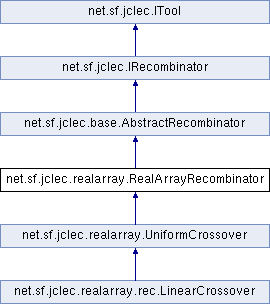 net.sf.jclec.ITool
net.sf.jclec.IRecombinator
net.sf.jclec.base.AbstractRecombinator
net.sf.jclec.realarray.RealArrayRecombinator
net.sf.jclec.realarray.UniformCrossover
net.sf.jclec.realarray.rec.LinearCrossover